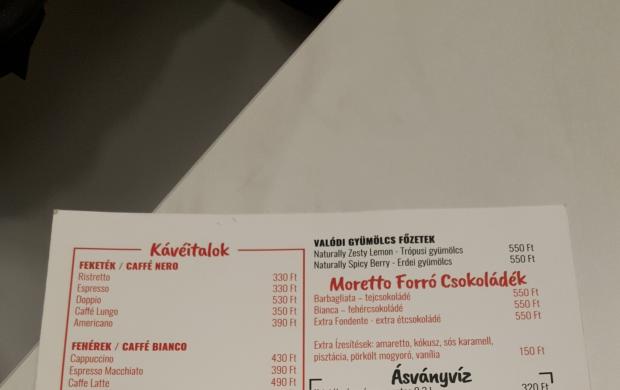 Kávéitalok
FEKETÉK / CAFFÉ NERO
Ristretto 330 Ft
Espresso 330 Ft
Doppio 530 Ft
Caffé Lungo 350 Ft
Americano 390 Ft
FEHÉREK / CAFFÉ BIANCO
Cappuccino 430 Ft
Espresso Macchiato 390 Ft
Caffe Latte 490 Ft
VALÓDI GYÜMÖLCS FŐZETEK
Naturally Zesty Lemon - Trópusi gyümölcs 550 Ft
Naturally Spicy Berry - Erdei gyümölcs 550 Ft
Moretto Forró Csokoládék
Barbagliata – tejcsokoládé 550 Ft
Bianca – fehércsokoládé 550 Ft
Extra Fondente - extra étcsokoládé 550 Ft
Extra Ízesítések: amaretto, kókusz, sós karamell,
pisztácia, pörkölt mogyoró, vanília 150 Ft
Ásványvíz
320 Ft